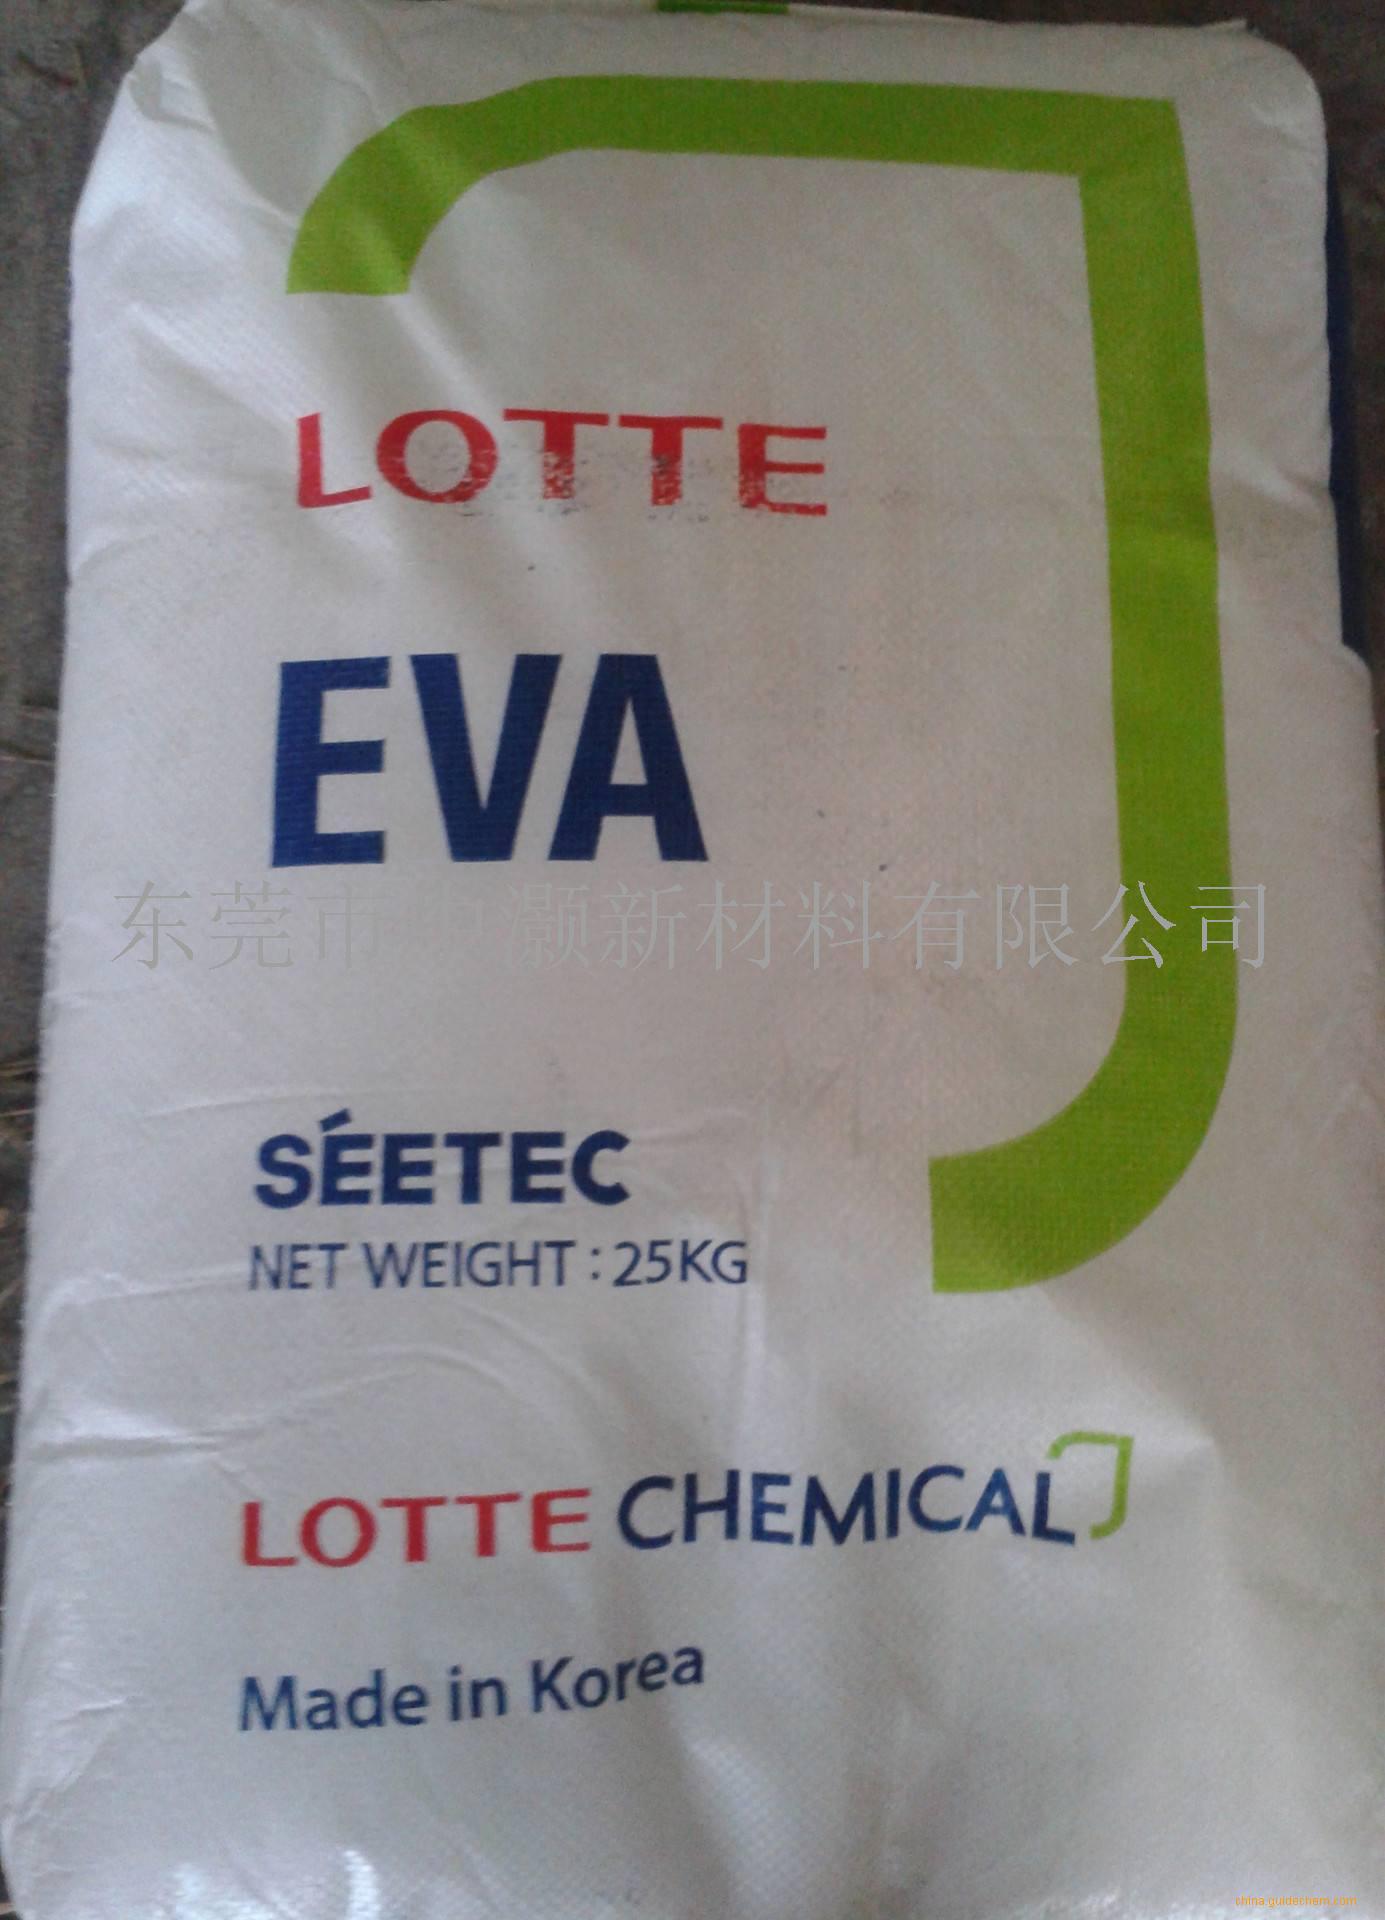 LOTTE
EVA
东莞市 颢新材料有限公司
SÉETEC
NET WEIGHT : 25KG
LOTTE CHEMICAL
Made in Korea
china.guidechem.com